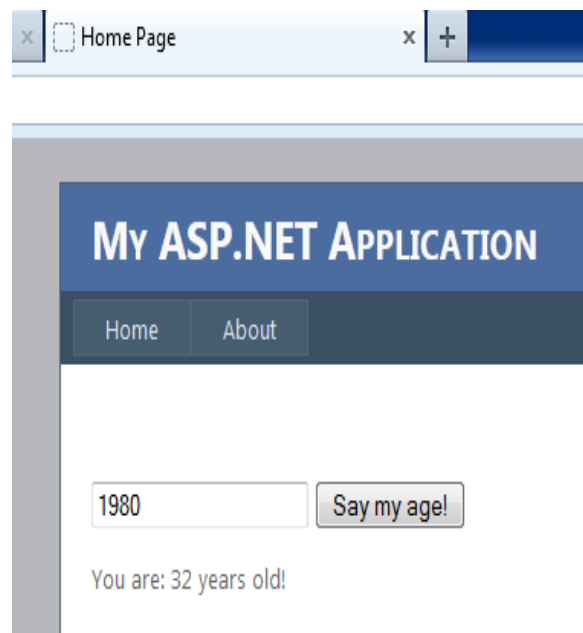 Home Page
My ASP.NET Application
Home About
1980 Say my age!
You are: 32 years old!